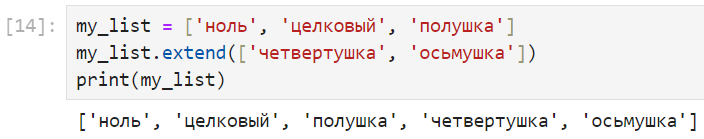 [14]: my_list = ['ноль', 'целковый', 'полушка']
my_list.extend(['четвертушка', 'осьмушка'])
print(my_list)
['ноль', 'целковый', 'полушка', 'четвертушка', 'осьмушка']